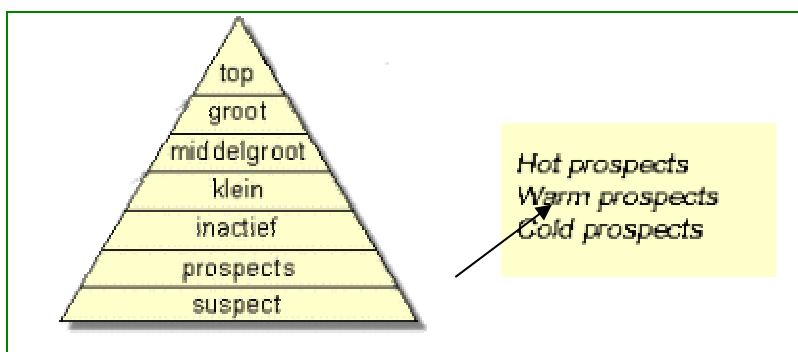 top
groot
middelgroot
klein
inactief
prospects
suspect
Hot prospects
Warm prospects
Cold prospects